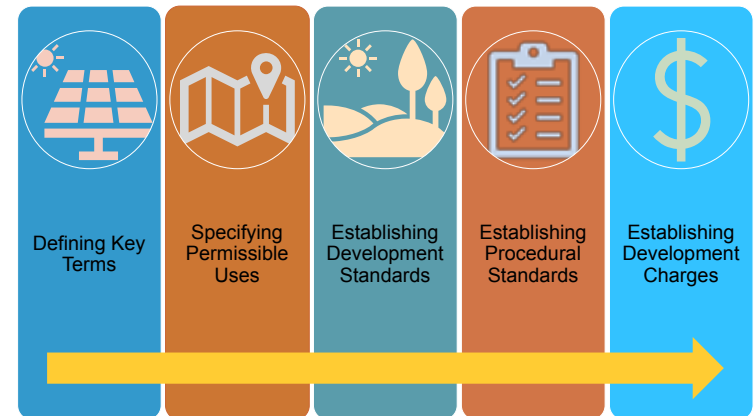 Defining Key
Terms
Specifying
Permissible
Uses
Establishing
Development
Standards
Establishing
Procedural
Standards
Establishing
Development
Charges